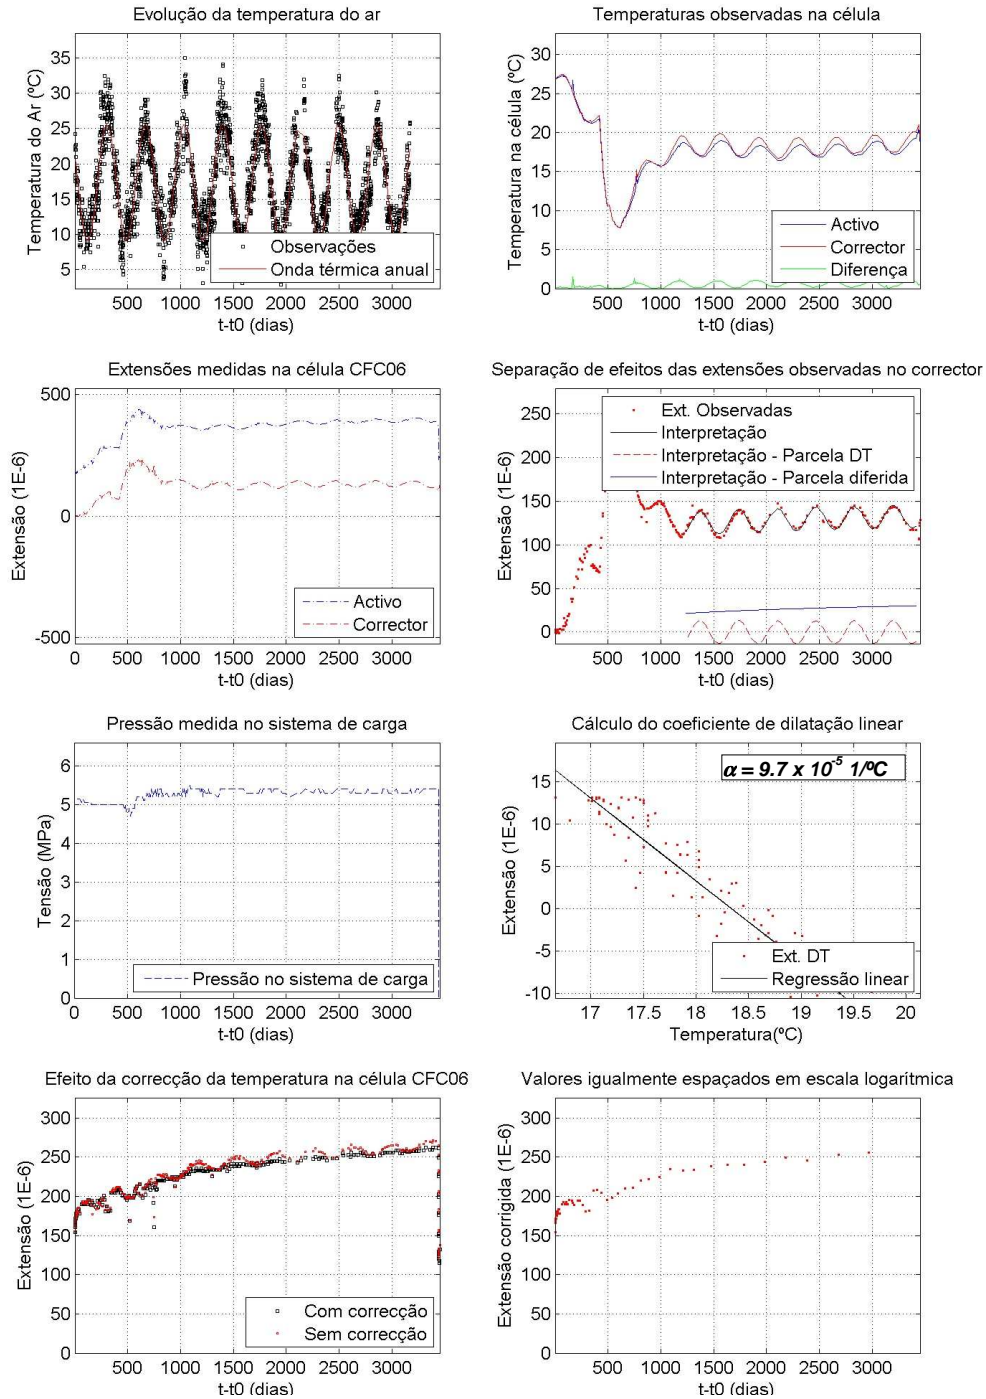 Evolução da temperatura do ar
Temperatura do Ar (ºC)
35
30
25
20
15
10
5
500 1000 1500 2000 2500 3000
t-t0 (dias)
Observações
Onda térmica anual
Temperaturas observadas na célula
Temperatura na célula (ºC)
30
25
20
15
10
5
0
500 1000 1500 2000 2500 3000
t-t0 (dias)
Activo
Corrector
Diferença
Extensões medidas na célula CFC06
Extensão (1E-6)
500
0
-500
0 500 1000 1500 2000 2500 3000
t-t0 (dias)
Activo
Corrector
Separação de efeitos das extensões observadas no corrector
Extensão (1E-6)
250
200
150
100
50
0
500 1000 1500 2000 2500 3000
t-t0 (dias)
Ext. Observadas
Interpretação
Interpretação - Parcela DT
Interpretação - Parcela diferida
Pressão medida no sistema de carga
Tensão (MPa)
6
5
4
3
2
1
0
0 500 1000 1500 2000 2500 3000
t-t0 (dias)
Pressão no sistema de carga
Cálculo do coeficiente de dilatação linear
α = 9.7 x 10⁻⁵ 1/ºC
Extensão (1E-6)
15
10
5
0
-5
-10
17 17.5 18 18.5 19 19.5 20
Temperatura(ºC)
Ext. DT
Regressão linear
Efeito da correcção da temperatura na célula CFC06
Extensão (1E-6)
300
250
200
150
100
50
0
0 500 1000 1500 2000 2500 3000
t-t0 (dias)
Com correcção
Sem correcção
Valores igualmente espaçados em escala logarítmica
Extensão corrigida (1E-6)
300
250
200
150
100
50
0
500 1000 1500 2000 2500 3000
t-t0 (dias)